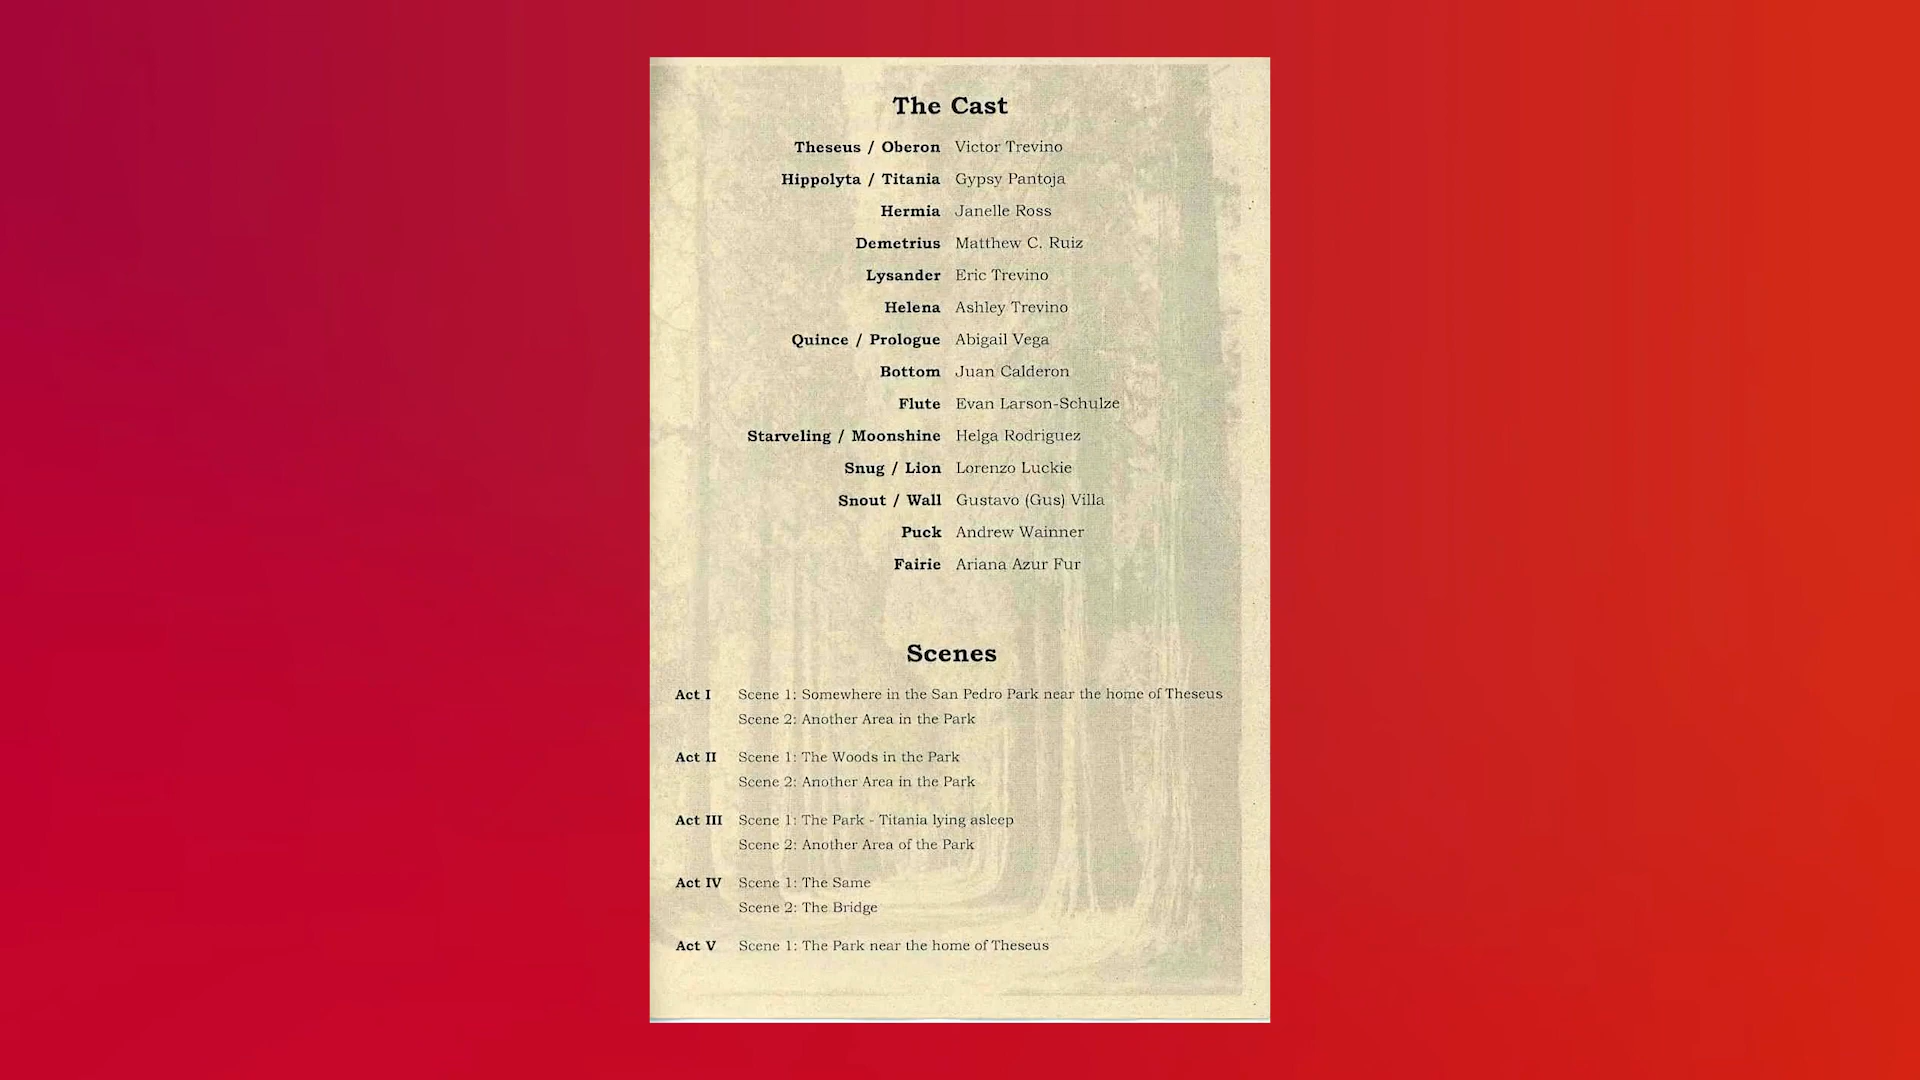 The Cast
Theseus / Oberon Victor Trevino
Hippolyta / Titania Gypsy Pantoja
Hermia Janelle Ross
Demetrius Matthew C. Ruiz
Lysander Eric Trevino
Helena Ashley Trevino
Quince / Prologue Abigail Vega
Bottom Juan Calderon
Flute Evan Larson-Schulze
Starveling / Moonshine Helga Rodriguez
Snug / Lion Lorenzo Luckie
Snout / Wall Gustavo (Gus) Villa
Puck Andrew Wainner
Fairie Ariana Azur Fur
Scenes
Act I Scene 1: Somewhere in the San Pedro Park near the home of Theseus
Scene 2: Another Area in the Park
Act II Scene 1: The Woods in the Park
Scene 2: Another Area in the Park
Act III Scene 1: The Park - Titania lying asleep
Scene 2: Another Area of the Park
Act IV Scene 1: The Same
Scene 2: The Bridge
Act V Scene 1: The Park near the home of Theseus